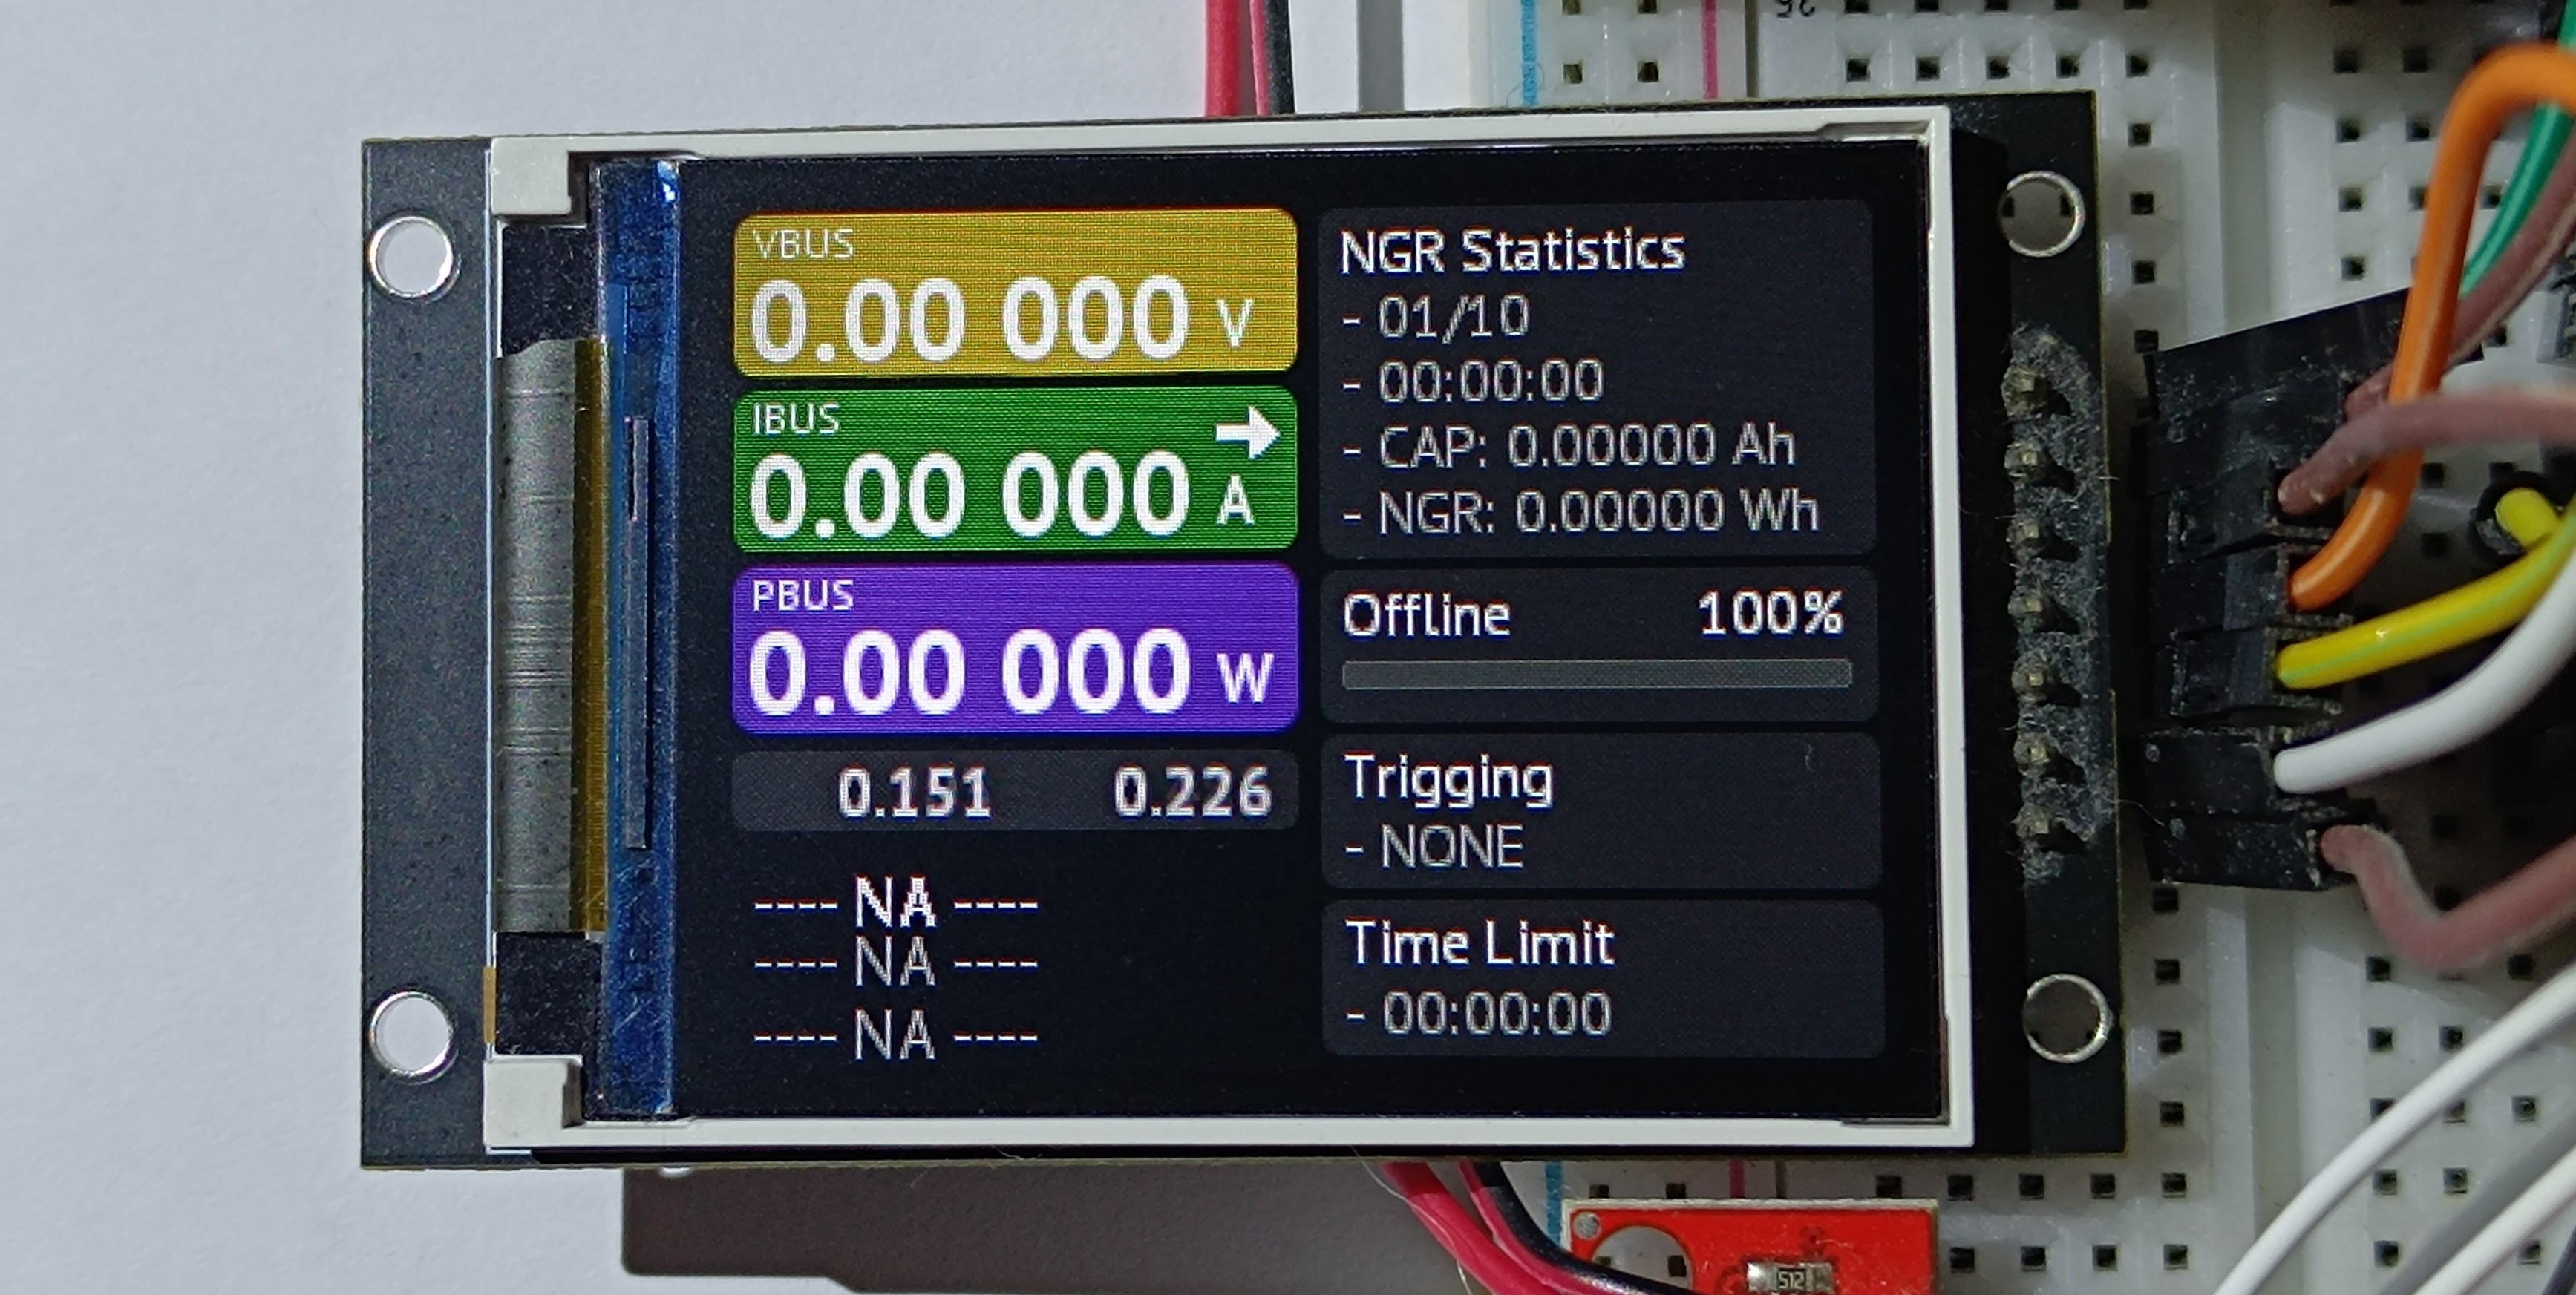 VBUS
0.00 000 V
IBUS
0.00 000 A
PBUS
0.00 000 W
0.151 0.226
---- NA ----
---- NA ----
---- NA ----
NGR Statistics
- 01/10
- 00:00:00
- CAP: 0.00000 Ah
- NGR: 0.00000 Wh
Offline 100%
Trigging
- NONE
Time Limit
- 00:00:00
512